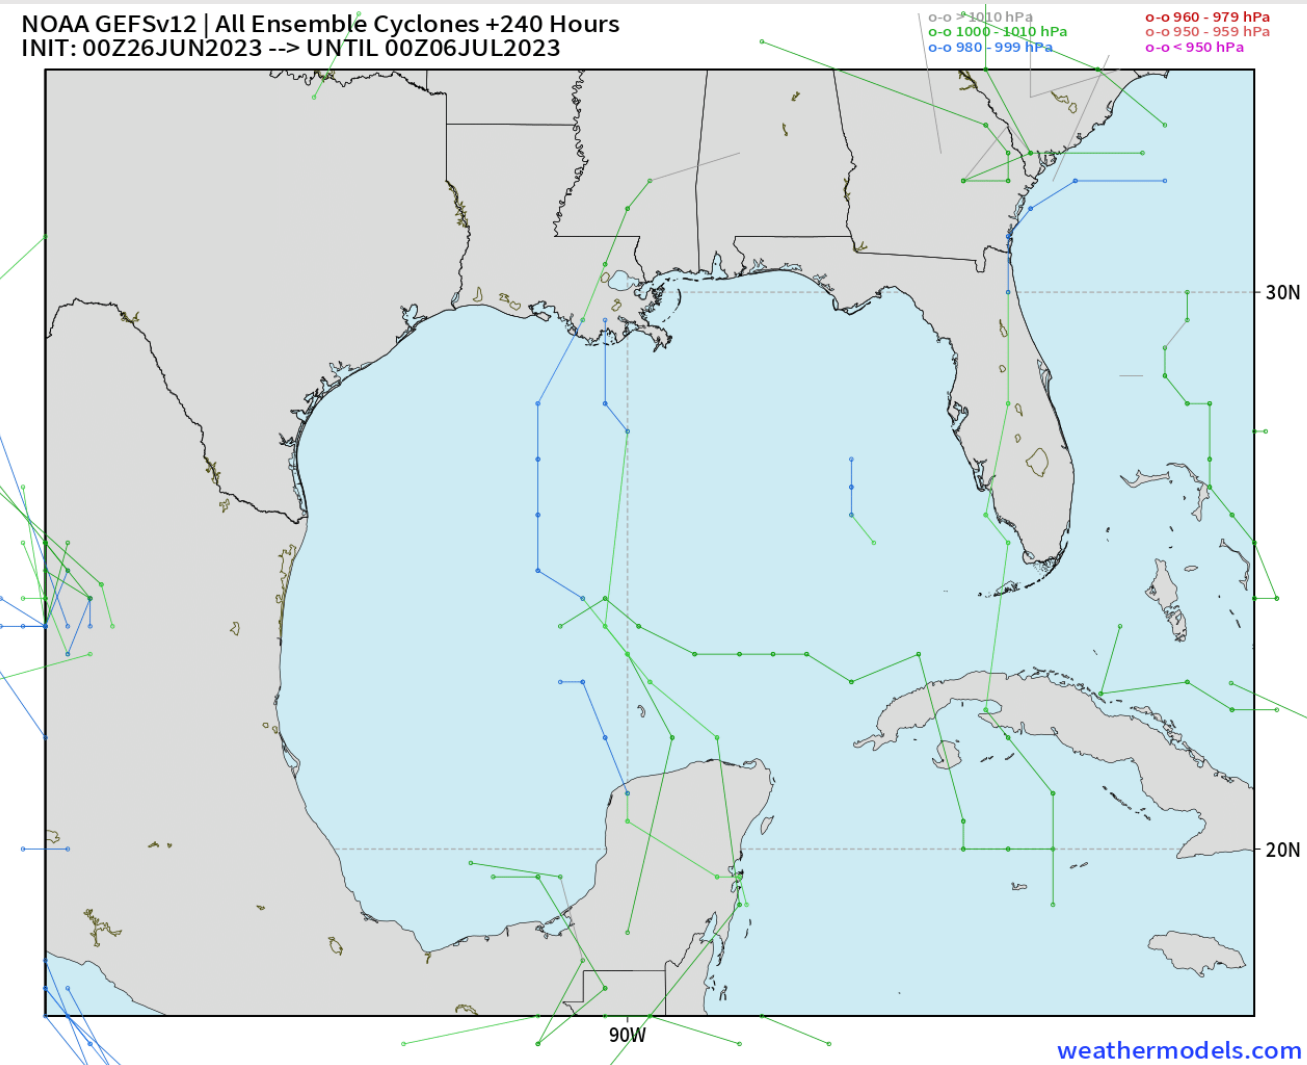 NOAA GEFSv12 | All Ensemble Cyclones +240 Hours
INIT: 00Z26JUN2023 --> UNTIL 00Z06JUL2023
o-o > 1010 hPa
o-o 1000 - 1010 hPa
o-o 980 - 999 hPa
o-o 960 - 979 hPa
o-o 950 - 959 hPa
o-o < 950 hPa
30N
20N
90W
weathermodels.com